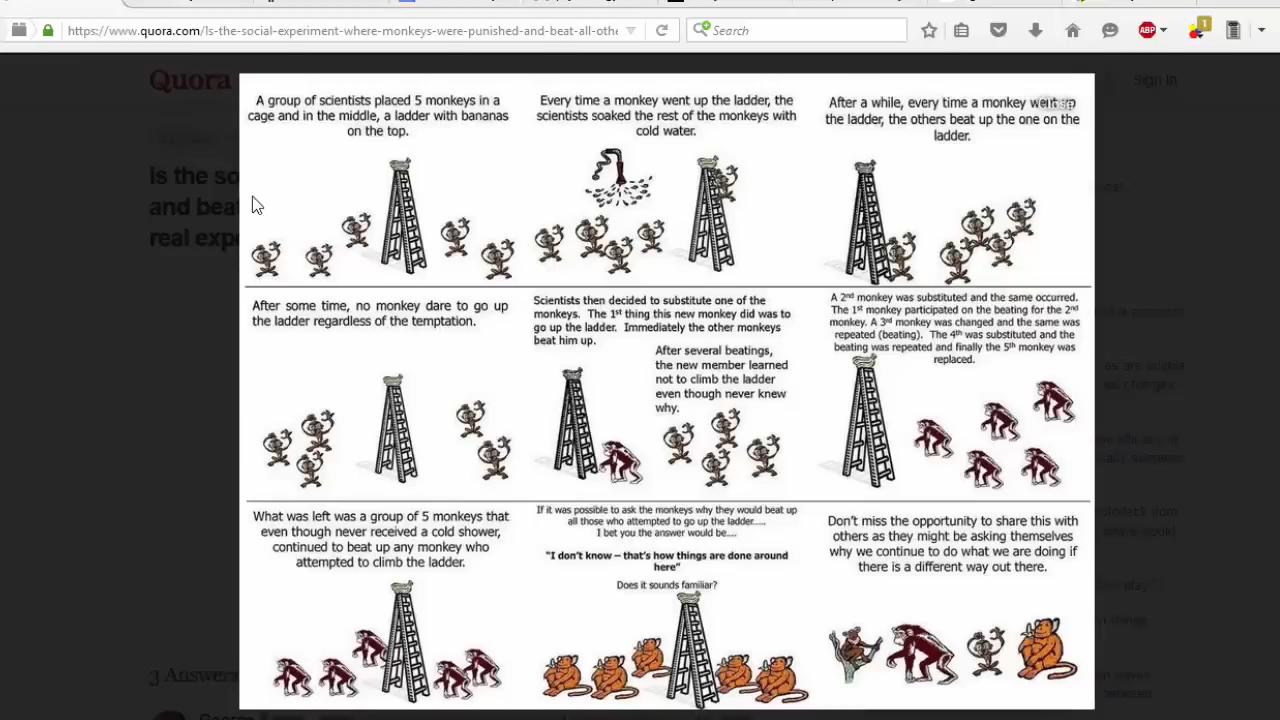 https://www.quora.com/Is-the-social-experiment-where-monkeys-were-punished-and-beat-all-othe
Search
ABP
1
Quora
Sign In
Is the so
and beat
real expe
A group of scientists placed 5 monkeys in a
cage and in the middle, a ladder with bananas
on the top.
Every time a monkey went up the ladder, the
scientists soaked the rest of the monkeys with
cold water.
After a while, every time a monkey went up
the ladder, the others beat up the one on the
ladder.
After some time, no monkey dare to go up
the ladder regardless of the temptation.
Scientists then decided to substitute one of the
monkeys. The 1st thing this new monkey did was to
go up the ladder. Immediately the other monkeys
beat him up.
After several beatings,
the new member learned
not to climb the ladder
even though never knew
why.
A 2nd monkey was substituted and the same occurred.
The 1st monkey participated on the beating for the 2nd
monkey. A 3rd monkey was changed and the same was
repeated (beating). The 4th was substituted and the
beating was repeated and finally the 5th monkey was
replaced.
What was left was a group of 5 monkeys that
even though never received a cold shower,
continued to beat up any monkey who
attempted to climb the ladder.
If it was possible to ask the monkeys why they would beat up
all those who attempted to go up the ladder.....
I bet you the answer would be....
"I don't know – that's how things are done around
here"
Does it sounds familiar?
Don't miss the opportunity to share this with
others as they might be asking themselves
why we continue to do what we are doing if
there is a different way out there.
3 Answers